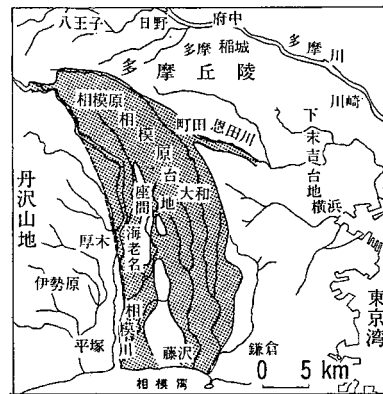 八王子
日野
府中
多摩
稲城
多摩川
多摩丘陵
川崎
相模原
相模原台地
町田
恩田川
下(末吉)台地
横浜
丹沢山地
座間
大和
海老名
厚木
伊勢原
相模川
東京湾
平塚
藤沢
鎌倉
相模湾
0 5 km